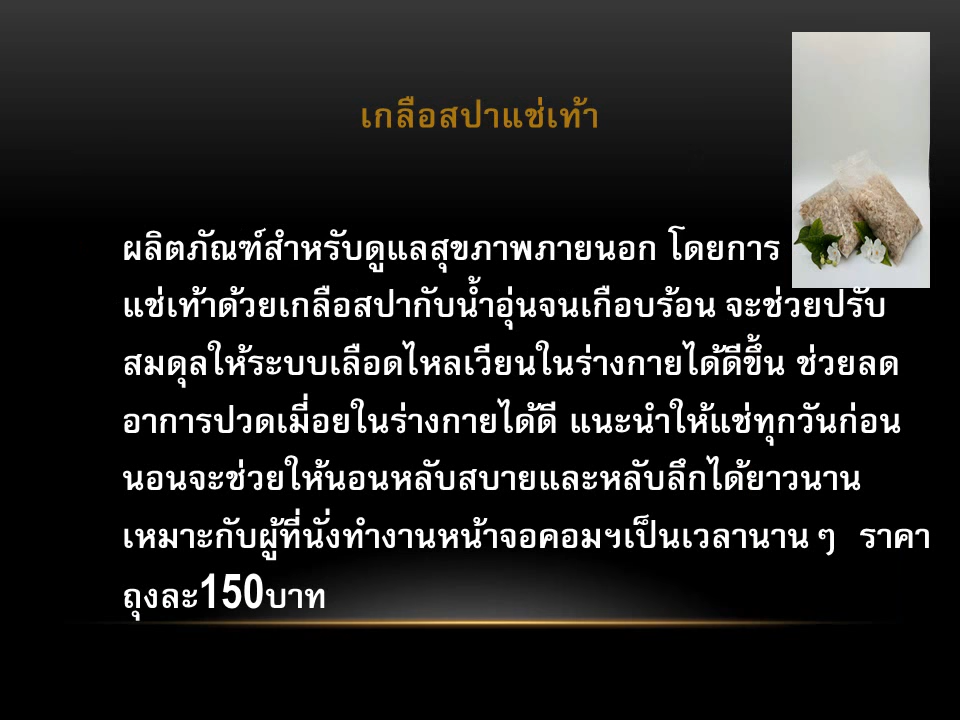 เกลือสปาแช่เท้า
ผลิตภัณฑ์สำหรับดูแลสุขภาพภายนอก โดยการ
แช่เท้าด้วยเกลือสปากับน้ำอุ่นจนเกือบร้อน จะช่วยปรับ
สมดุลให้ระบบเลือดไหลเวียนในร่างกายได้ดีขึ้น ช่วยลด
อาการปวดเมี่อยในร่างกายได้ดี แนะนำให้แช่ทุกวันก่อน
นอนจะช่วยให้นอนหลับสบายและหลับลึกได้ยาวนาน
เหมาะกับผู้ที่นั่งทำงานหน้าจอคอมฯเป็นเวลานาน ๆ ราคา
ถุงละ150บาท